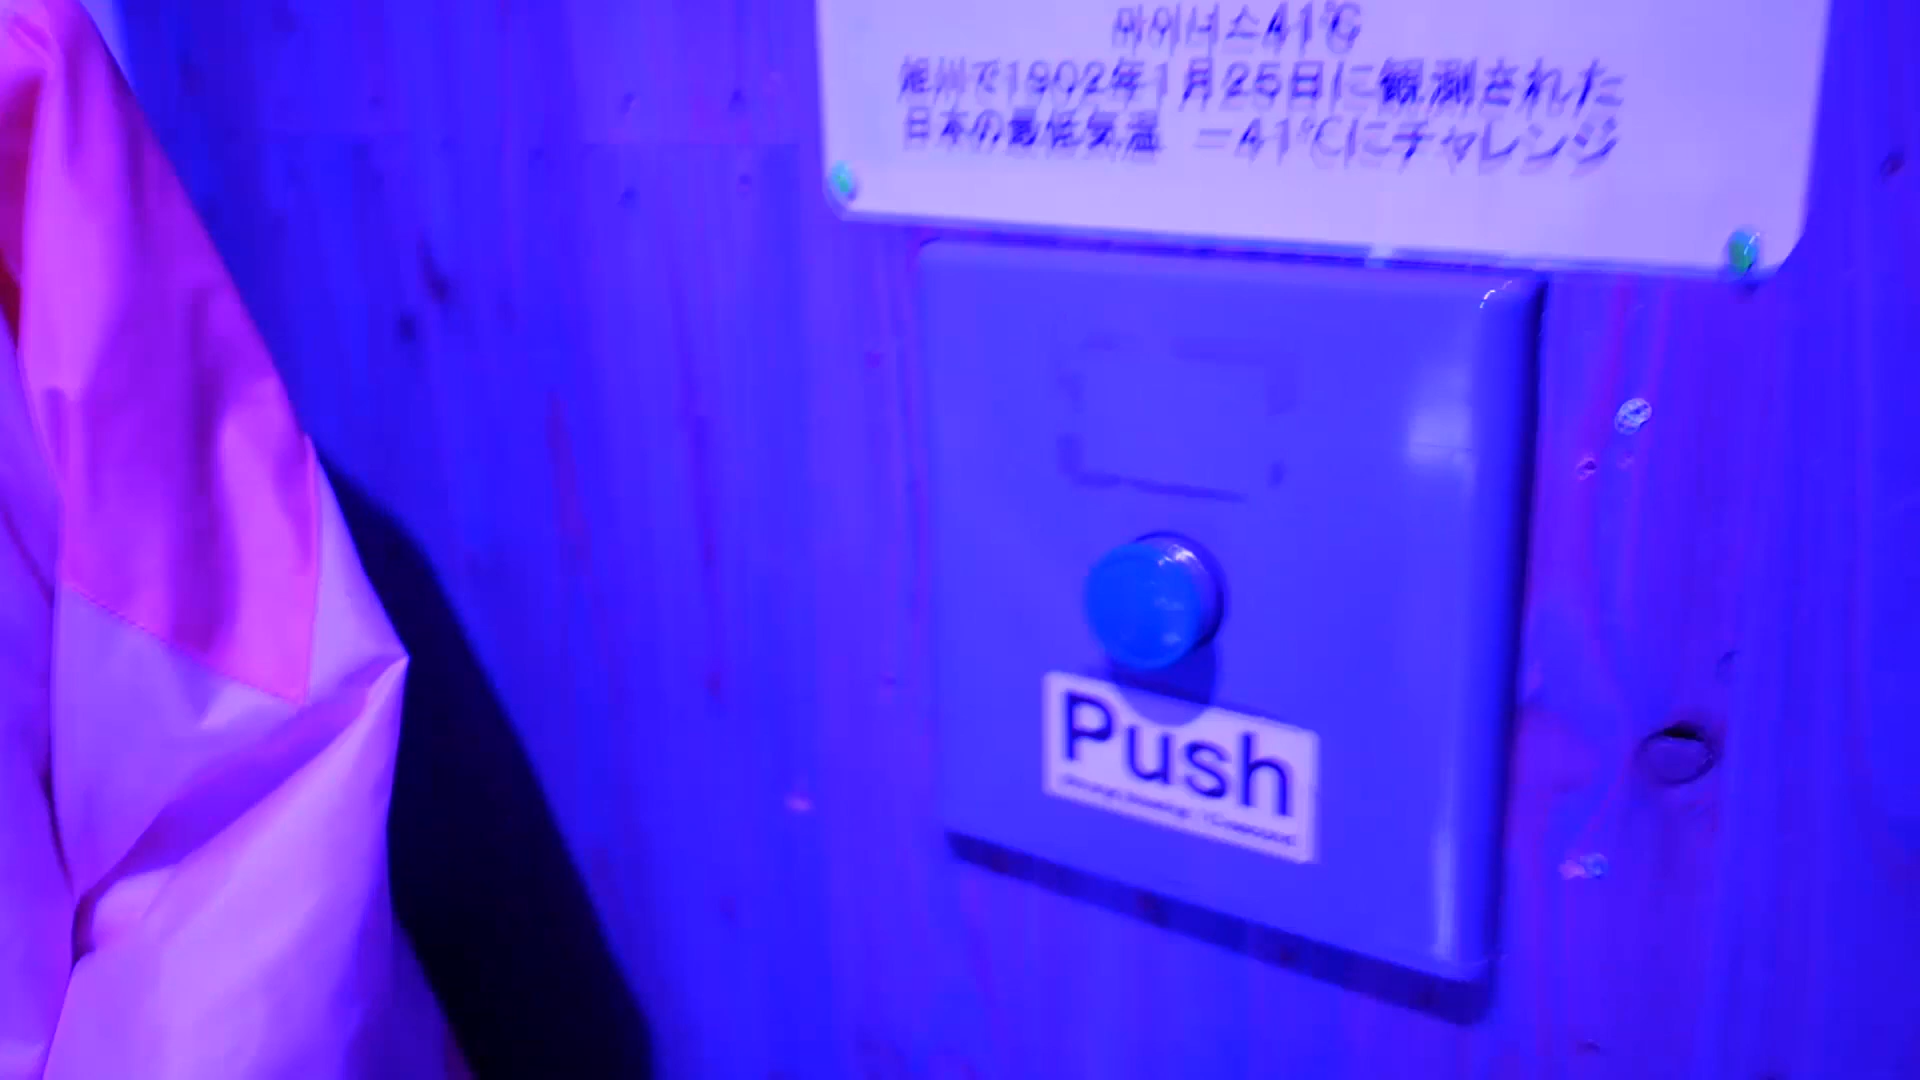 마이너스41℃
旭川で1902年1月25日に観測された
日本の最低気温 －41℃にチャレンジ
Push